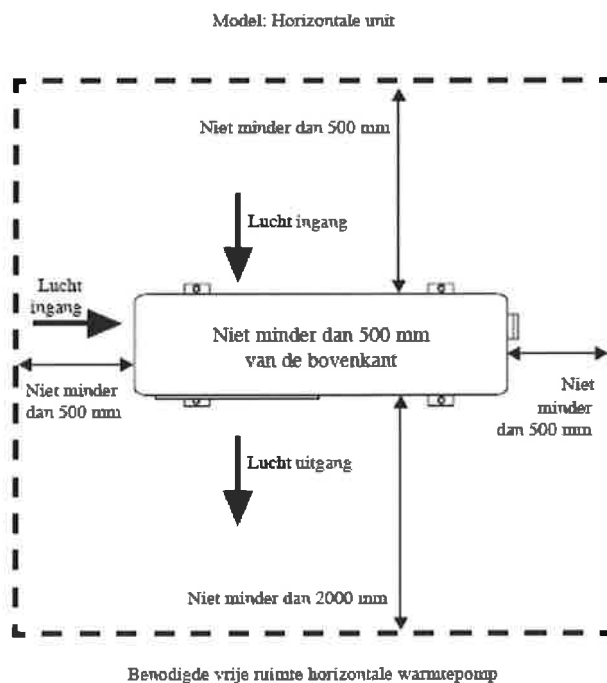 Model: Horizontale unit
Niet minder dan 500 mm
Lucht ingang
Lucht
ingang
Niet minder dan 500 mm
van de bovenkant
Niet minder
dan 500 mm
Niet
minder
dan 500 mm
Lucht uitgang
Niet minder dan 2000 mm
Benodigde vrije ruimte horizontale warmtepomp